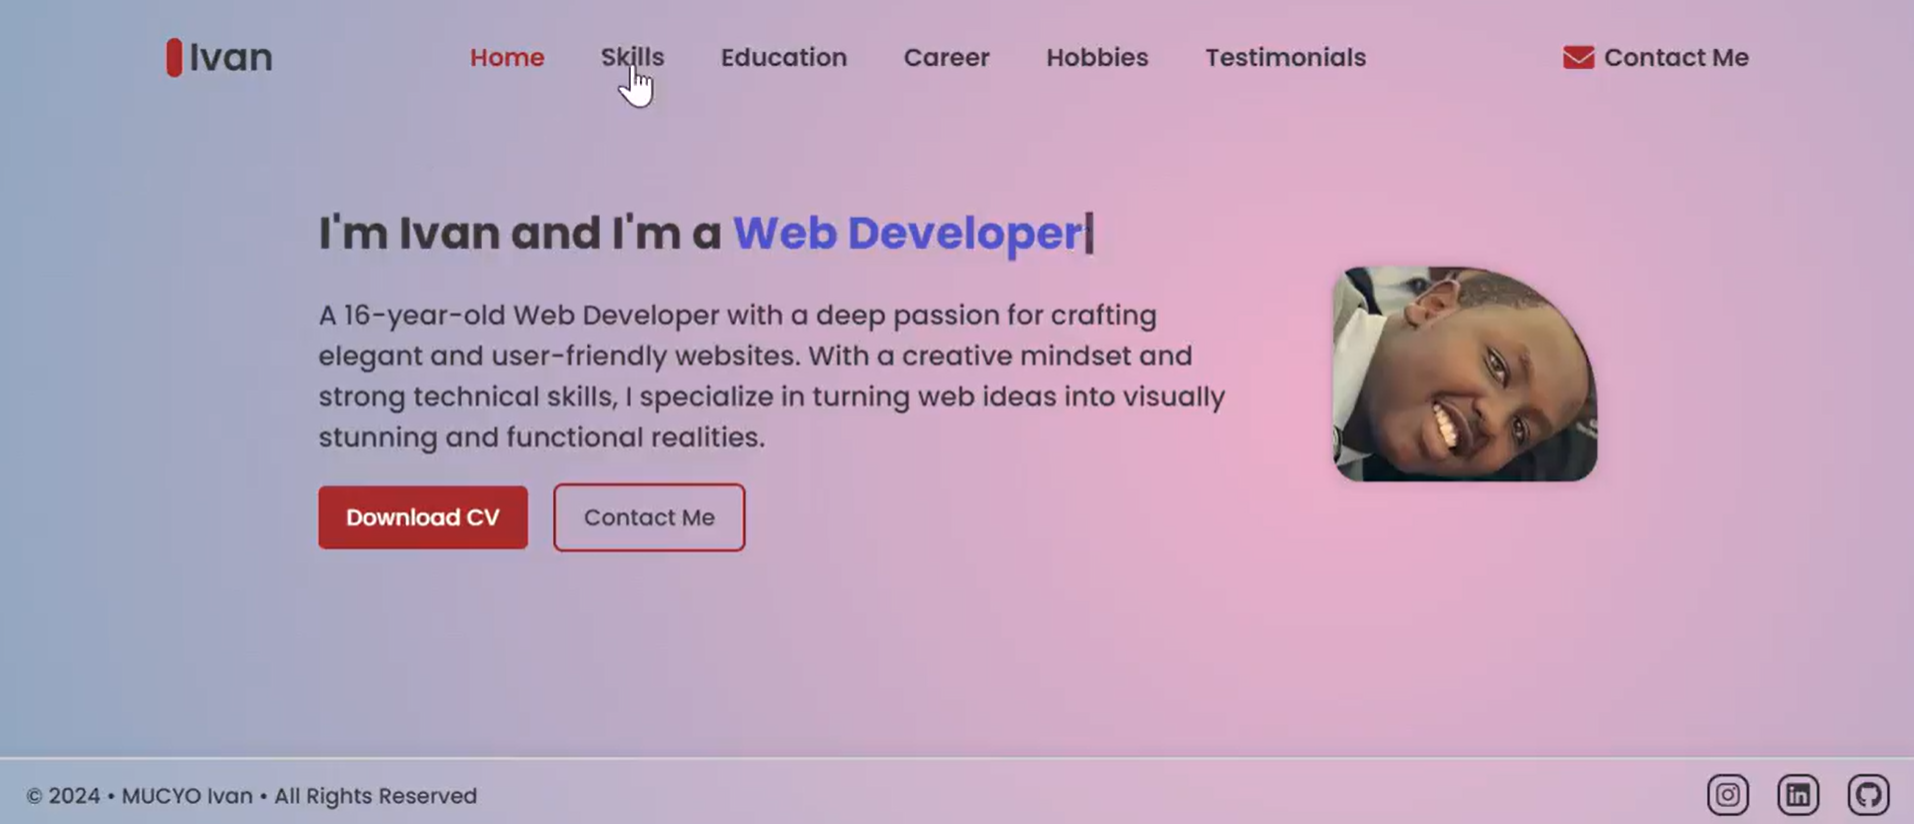 Ivan
Home
Skills
Education
Career
Hobbies
Testimonials
Contact Me
I'm Ivan and I'm a Web Developer|
A 16-year-old Web Developer with a deep passion for crafting
elegant and user-friendly websites. With a creative mindset and
strong technical skills, I specialize in turning web ideas into visually
stunning and functional realities.
Download CV
Contact Me
© 2024 • MUCYO Ivan • All Rights Reserved
in